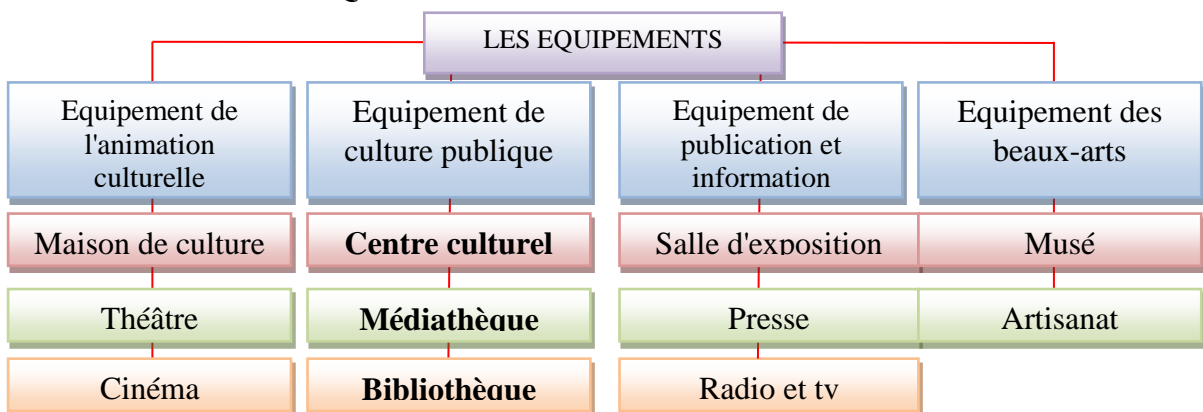 LES EQUIPEMENTS
Equipement de
l'animation
culturelle
Equipement de
culture publique
Equipement de
publication et
information
Equipement des
beaux-arts
Maison de culture
Centre culturel
Salle d'exposition
Musé
Théâtre
Médiathèque
Presse
Artisanat
Cinéma
Bibliothèque
Radio et tv